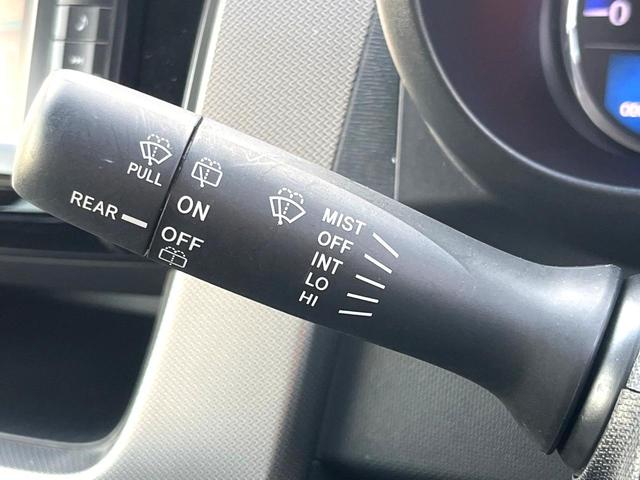 PULL
REAR
ON
OFF
MIST
OFF
INT
LO
HI